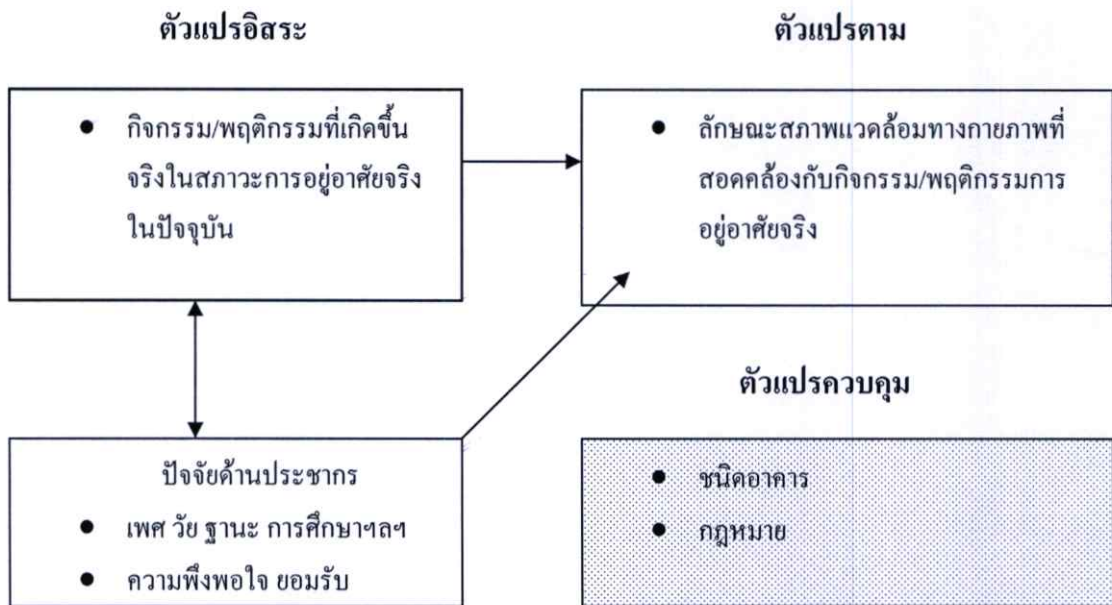 ตัวแปรอิสระ
ตัวแปรตาม
● กิจกรรม/พฤติกรรมที่เกิดขึ้น
จริงในสภาวะการอยู่อาศัยจริง
ในปัจจุบัน
● ลักษณะสภาพแวดล้อมทางกายภาพที่
สอดคล้องกับกิจกรรม/พฤติกรรมการ
อยู่อาศัยจริง
ปัจจัยด้านประชากร
● เพศ วัย ฐานะ การศึกษาฯลฯ
● ความพึงพอใจ ยอมรับ
ตัวแปรควบคุม
● ชนิดอาคาร
● กฎหมาย